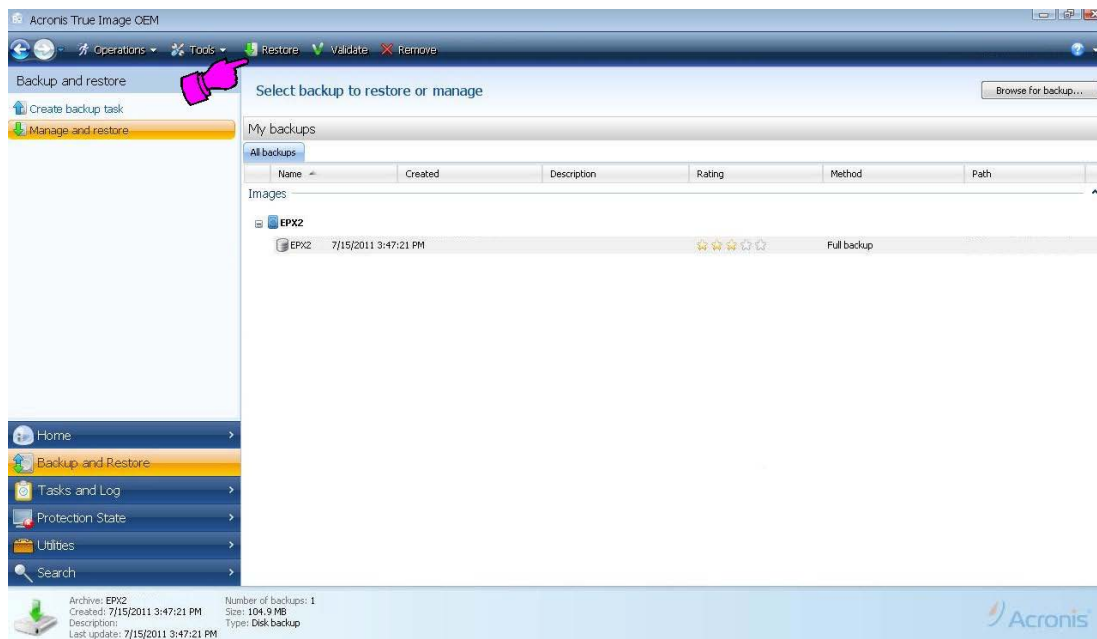 Acronis True Image OEM
Operations Tools Restore Validate Remove
Backup and restore
Create backup task
Manage and restore
Select backup to restore or manage
Browse for backup...
My backups
All backups
Name Created Description Rating Method Path
Images
EPX2
EPX2 7/15/2011 3:47:21 PM Full backup
Home
Backup and Restore
Tasks and Log
Protection State
Utilities
Search
Archive: EPX2 Number of backups: 1
Created: 7/15/2011 3:47:21 PM Size: 104.9 MB
Description: Type: Disk backup
Last update: 7/15/2011 3:47:21 PM
Acronis